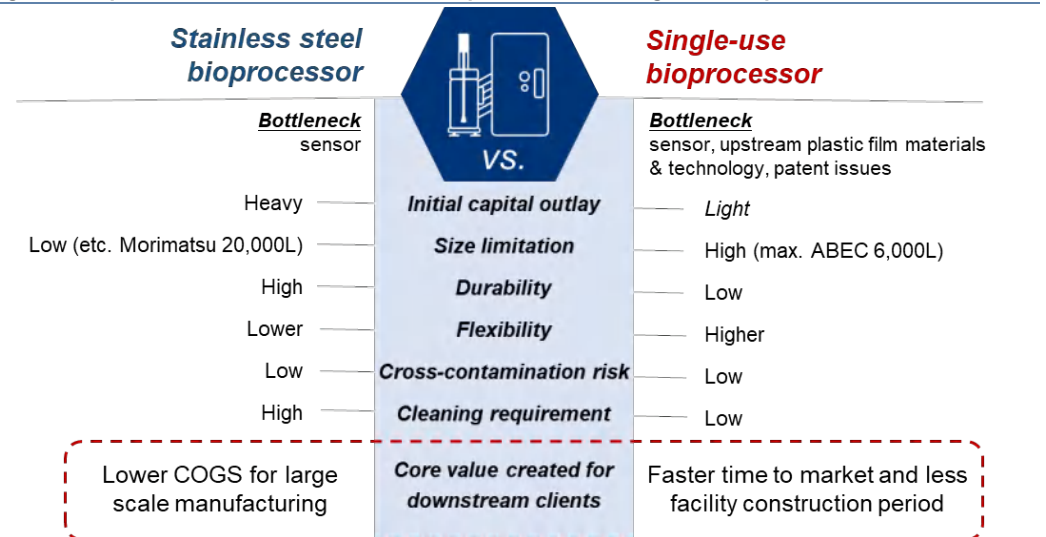 Stainless steel
bioprocessor
Single-use
bioprocessor
VS.
Bottleneck
sensor
Bottleneck
sensor, upstream plastic film materials
& technology, patent issues
Heavy
Initial capital outlay
Light
Low (etc. Morimatsu 20,000L)
Size limitation
High (max. ABEC 6,000L)
High
Durability
Low
Lower
Flexibility
Higher
Low
Cross-contamination risk
Low
High
Cleaning requirement
Low
Lower COGS for large
scale manufacturing
Core value created for
downstream clients
Faster time to market and less
facility construction period